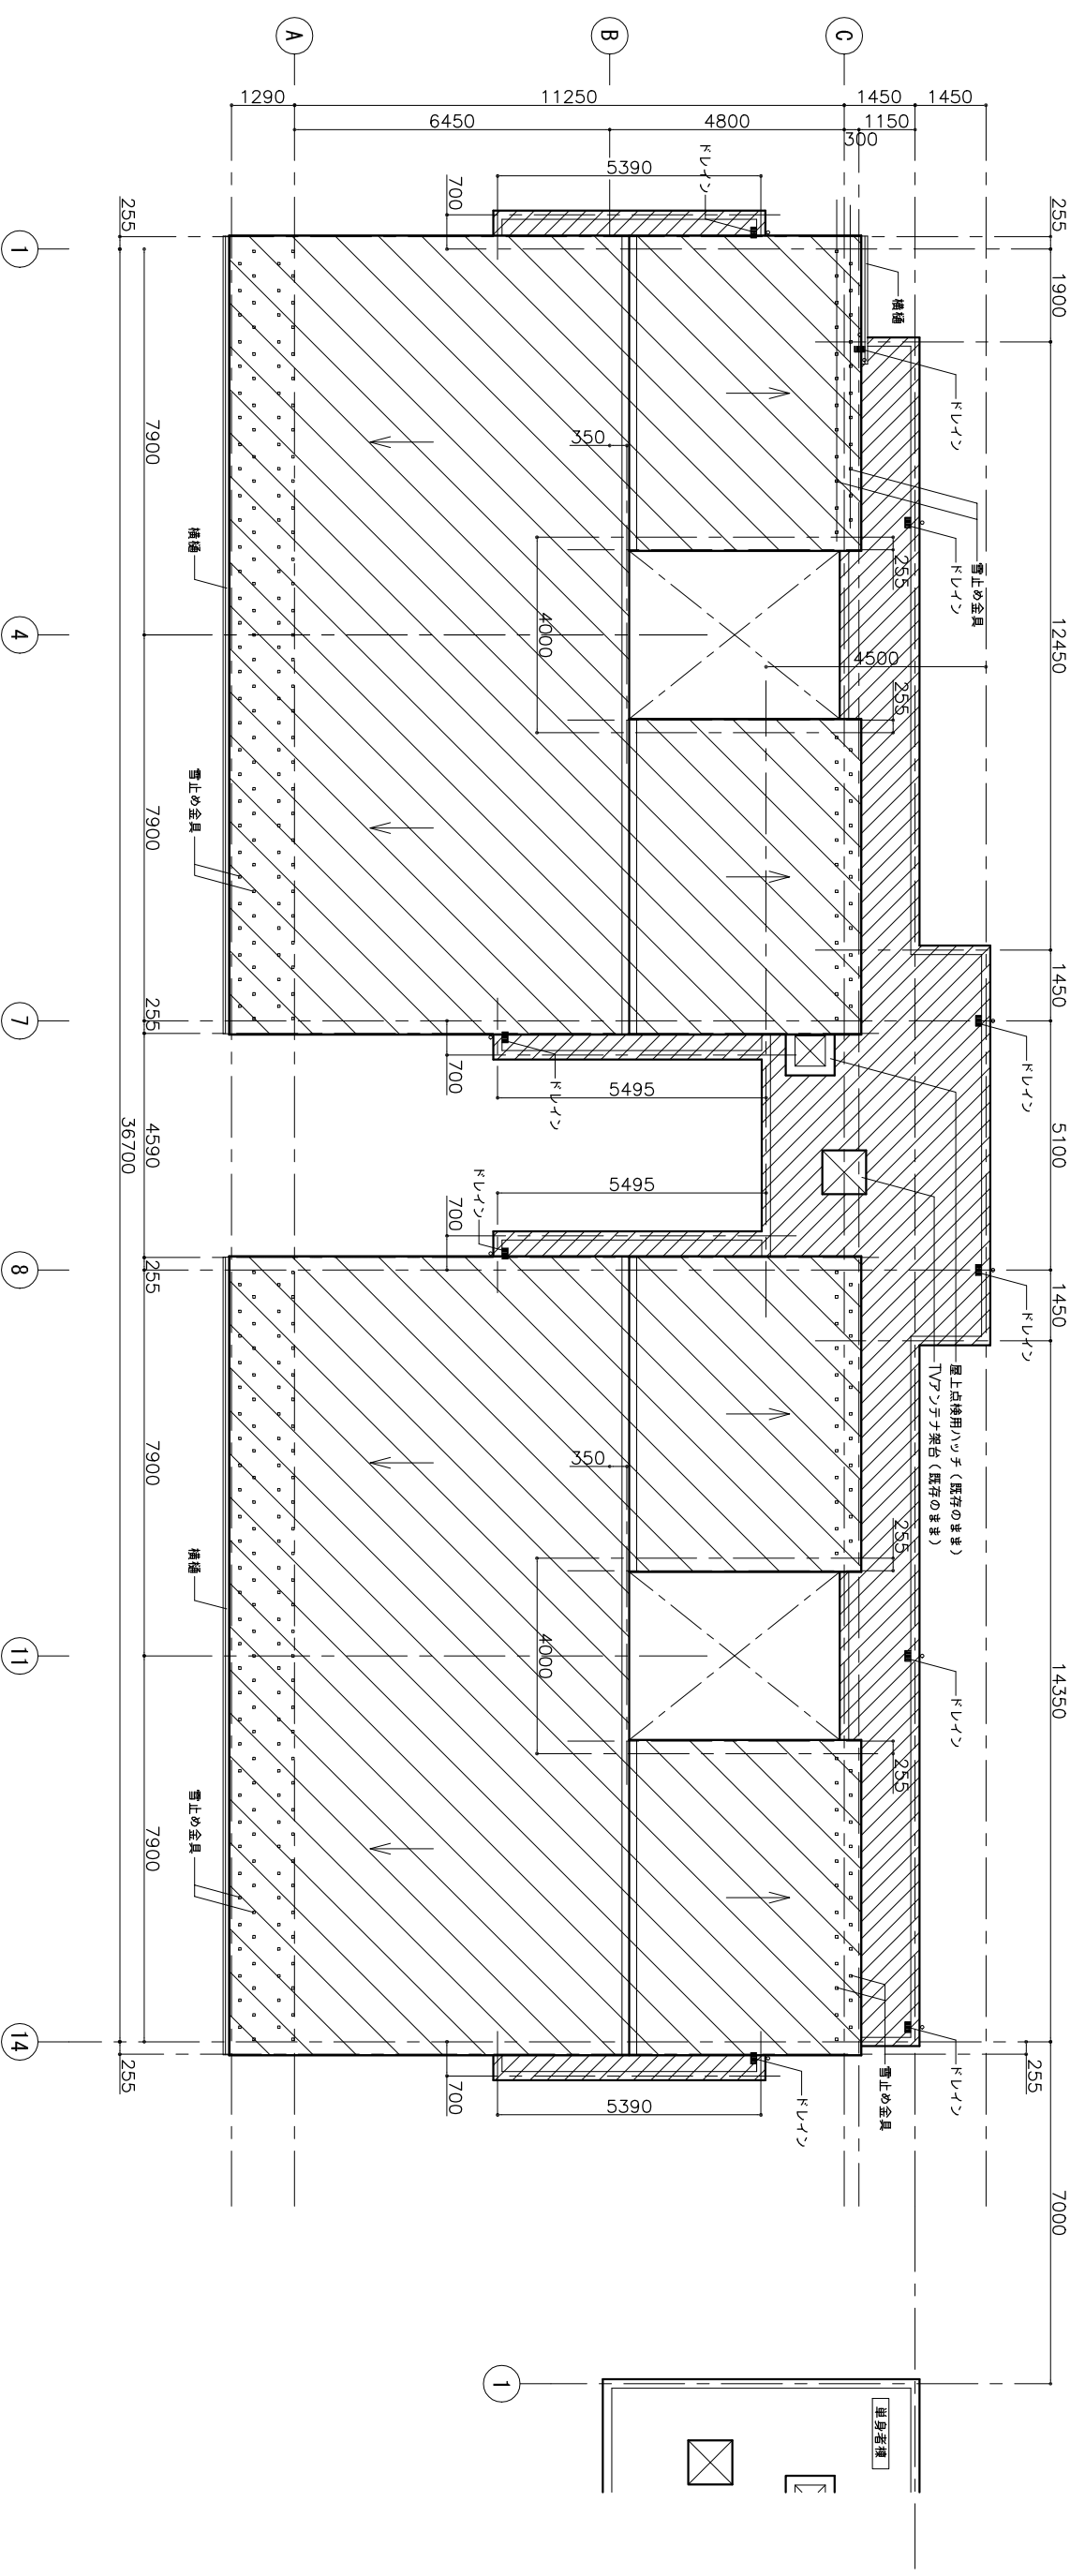 A
B
C
1290
11250
1450
1450
6450
4800
300
1150
5390
ドレイン
700
255
255
1
1900
横樋
ドレイン
7900
350
雪止め金具
ドレイン
255
横樋
4
4000
12450
4500
255
雪止め金具
7900
255
7
1450
ドレイン
700
ドレイン
5495
4590
36700
5100
5495
ドレイン
700
255
8
1450
ドレイン
屋上点検用ハッチ(既存のまま)
TVアンテナ架台(既存のまま)
7900
350
255
横樋
11
4000
ドレイン
14350
255
雪止め金具
7900
14
255
255
ドレイン
雪止め金具
700
5390
ドレイン
7000
1
単身者棟